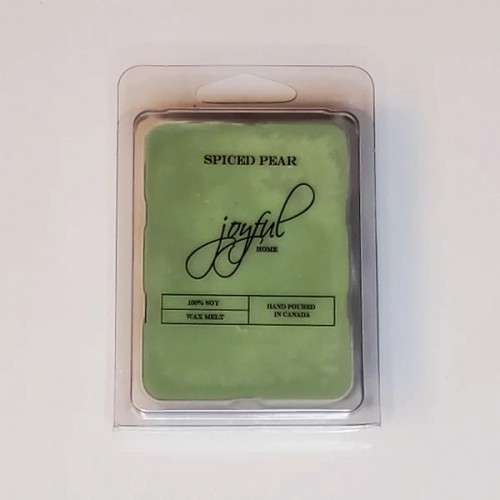 SPICED PEAR
joyful
HOME
100% SOY
WAX MELT
HAND POURED
IN CANADA